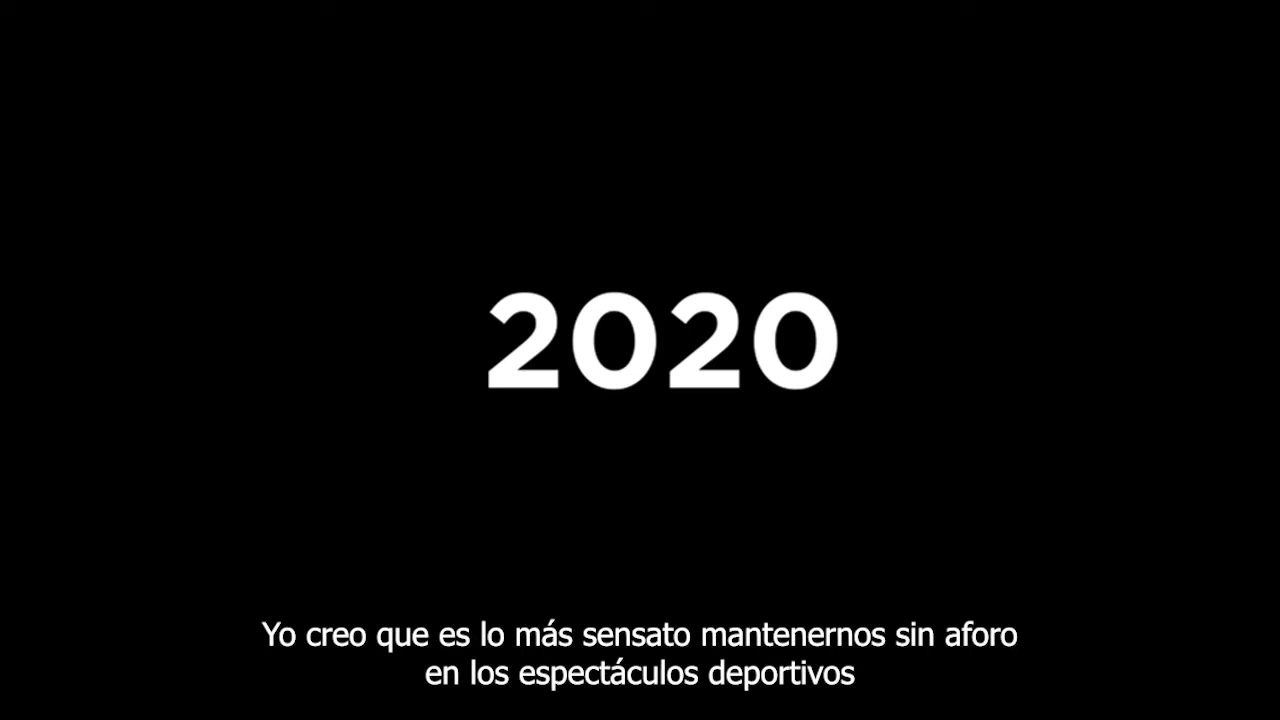 2020
Yo creo que es lo más sensato mantenernos sin aforo
en los espectáculos deportivos